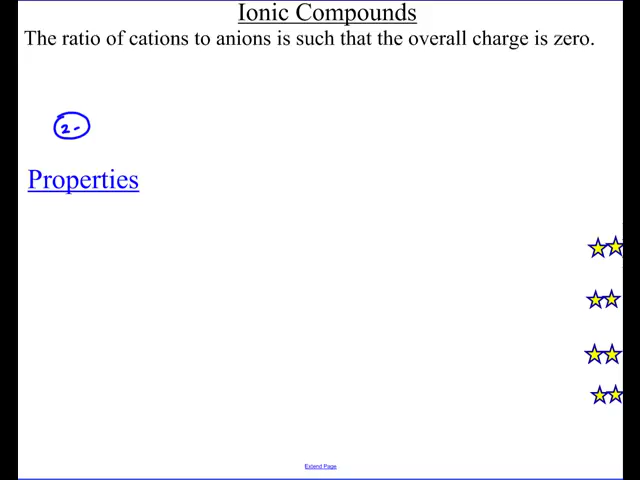 Ionic Compounds
The ratio of cations to anions is such that the overall charge is zero.
2-
Properties
Extend Page